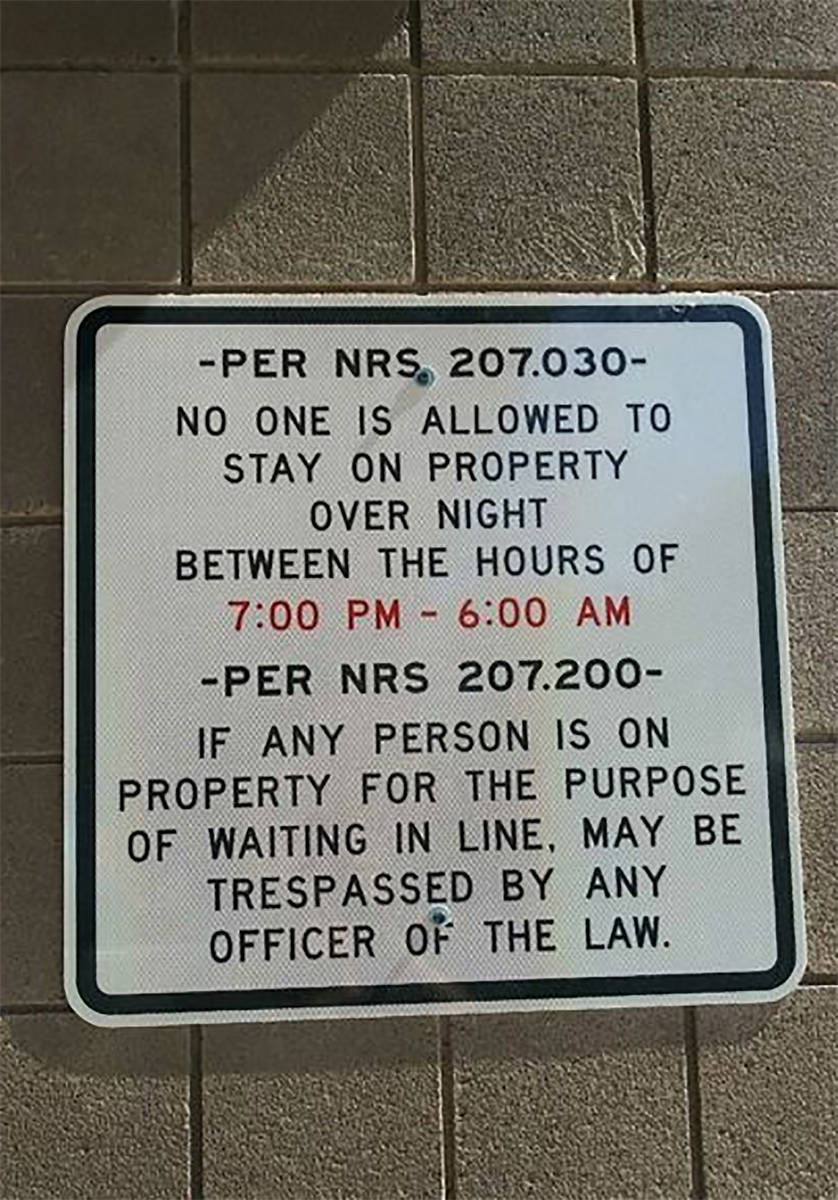 -PER NRS 207.030-
NO ONE IS ALLOWED TO
STAY ON PROPERTY
OVER NIGHT
BETWEEN THE HOURS OF
7:00 PM - 6:00 AM
-PER NRS 207.200-
IF ANY PERSON IS ON
PROPERTY FOR THE PURPOSE
OF WAITING IN LINE, MAY BE
TRESPASSED BY ANY
OFFICER OF THE LAW.